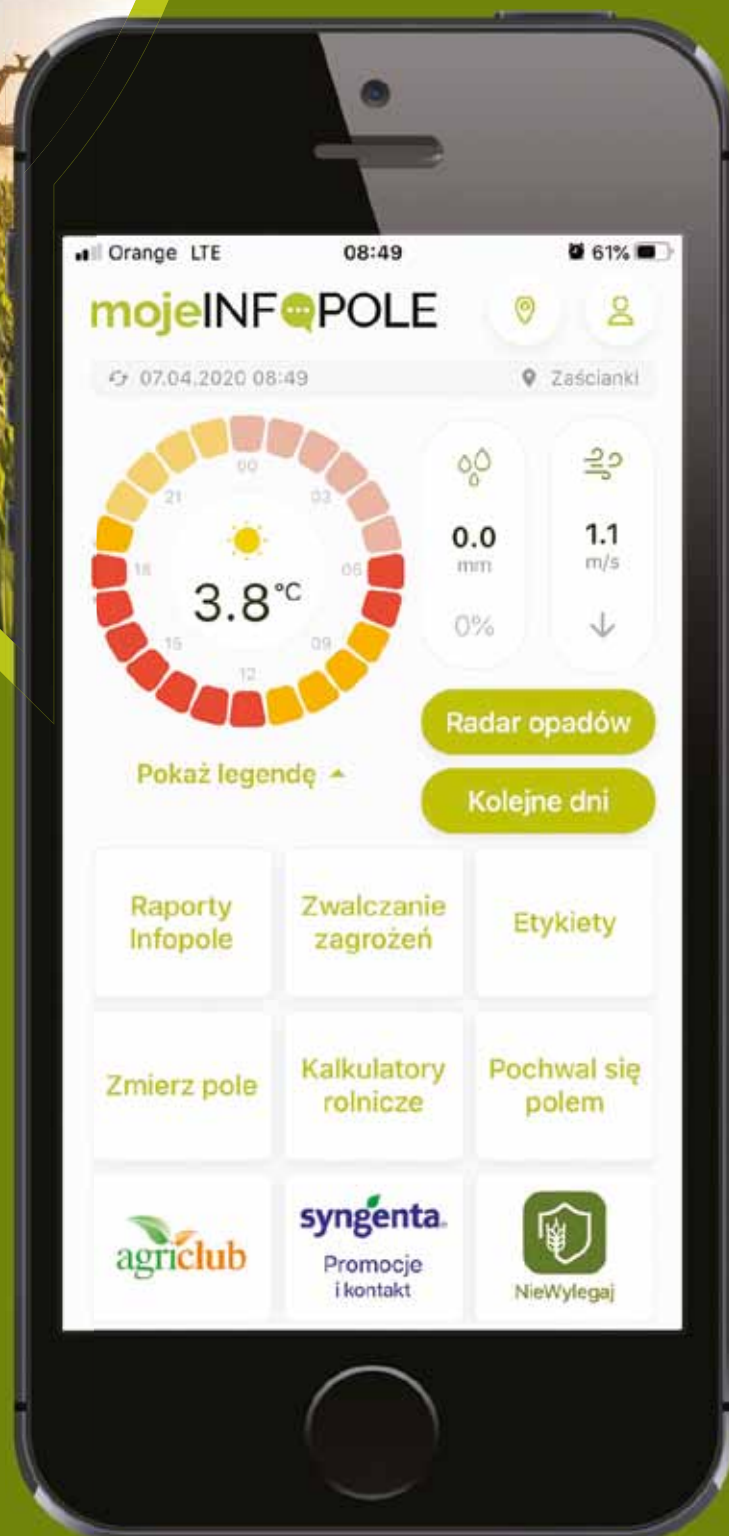 Orange LTE 08:49 61%
mojeINFOPOLE
07.04.2020 08:49 Zaścianki
00
21 03
18 06
15 09
12
3.8°C
0.0
mm
0%
1.1
m/s
Radar opadów
Pokaż legendę
Kolejne dni
Raporty
Infopole
Zwalczanie
zagrożeń
Etykiety
Zmierz pole
Kalkulatory
rolnicze
Pochwal się
polem
agriclub
syngenta.
Promocje
i kontakt
NieWylegaj